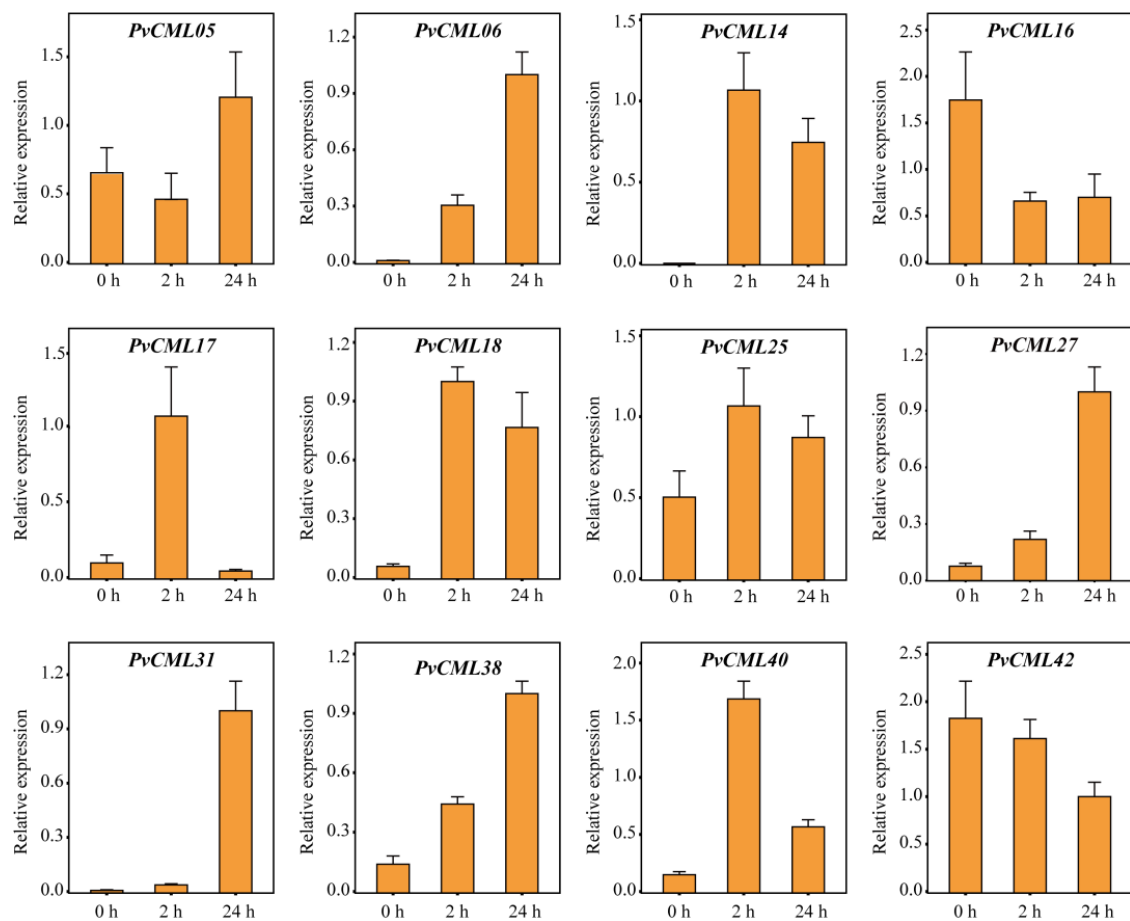 PvCML05
Relative expression
1.5
1.0
0.5
0.0
0 h 2 h 24 h
PvCML06
Relative expression
1.2
0.9
0.6
0.3
0.0
0 h 2 h 24 h
PvCML14
Relative expression
1.5
1.0
0.5
0.0
0 h 2 h 24 h
PvCML16
Relative expression
2.5
2.0
1.5
1.0
0.5
0.0
0 h 2 h 24 h
PvCML17
Relative expression
1.5
1.0
0.5
0.0
0 h 2 h 24 h
PvCML18
Relative expression
1.2
0.9
0.6
0.3
0.0
0 h 2 h 24 h
PvCML25
Relative expression
1.5
1.0
0.5
0.0
0 h 2 h 24 h
PvCML27
Relative expression
1.2
0.9
0.6
0.3
0.0
0 h 2 h 24 h
PvCML31
Relative expression
1.2
0.9
0.6
0.3
0.0
0 h 2 h 24 h
PvCML38
Relative expression
1.2
0.9
0.6
0.3
0.0
0 h 2 h 24 h
PvCML40
Relative expression
2.0
1.5
1.0
0.5
0.0
0 h 2 h 24 h
PvCML42
Relative expression
2.5
2.0
1.5
1.0
0.5
0.0
0 h 2 h 24 h